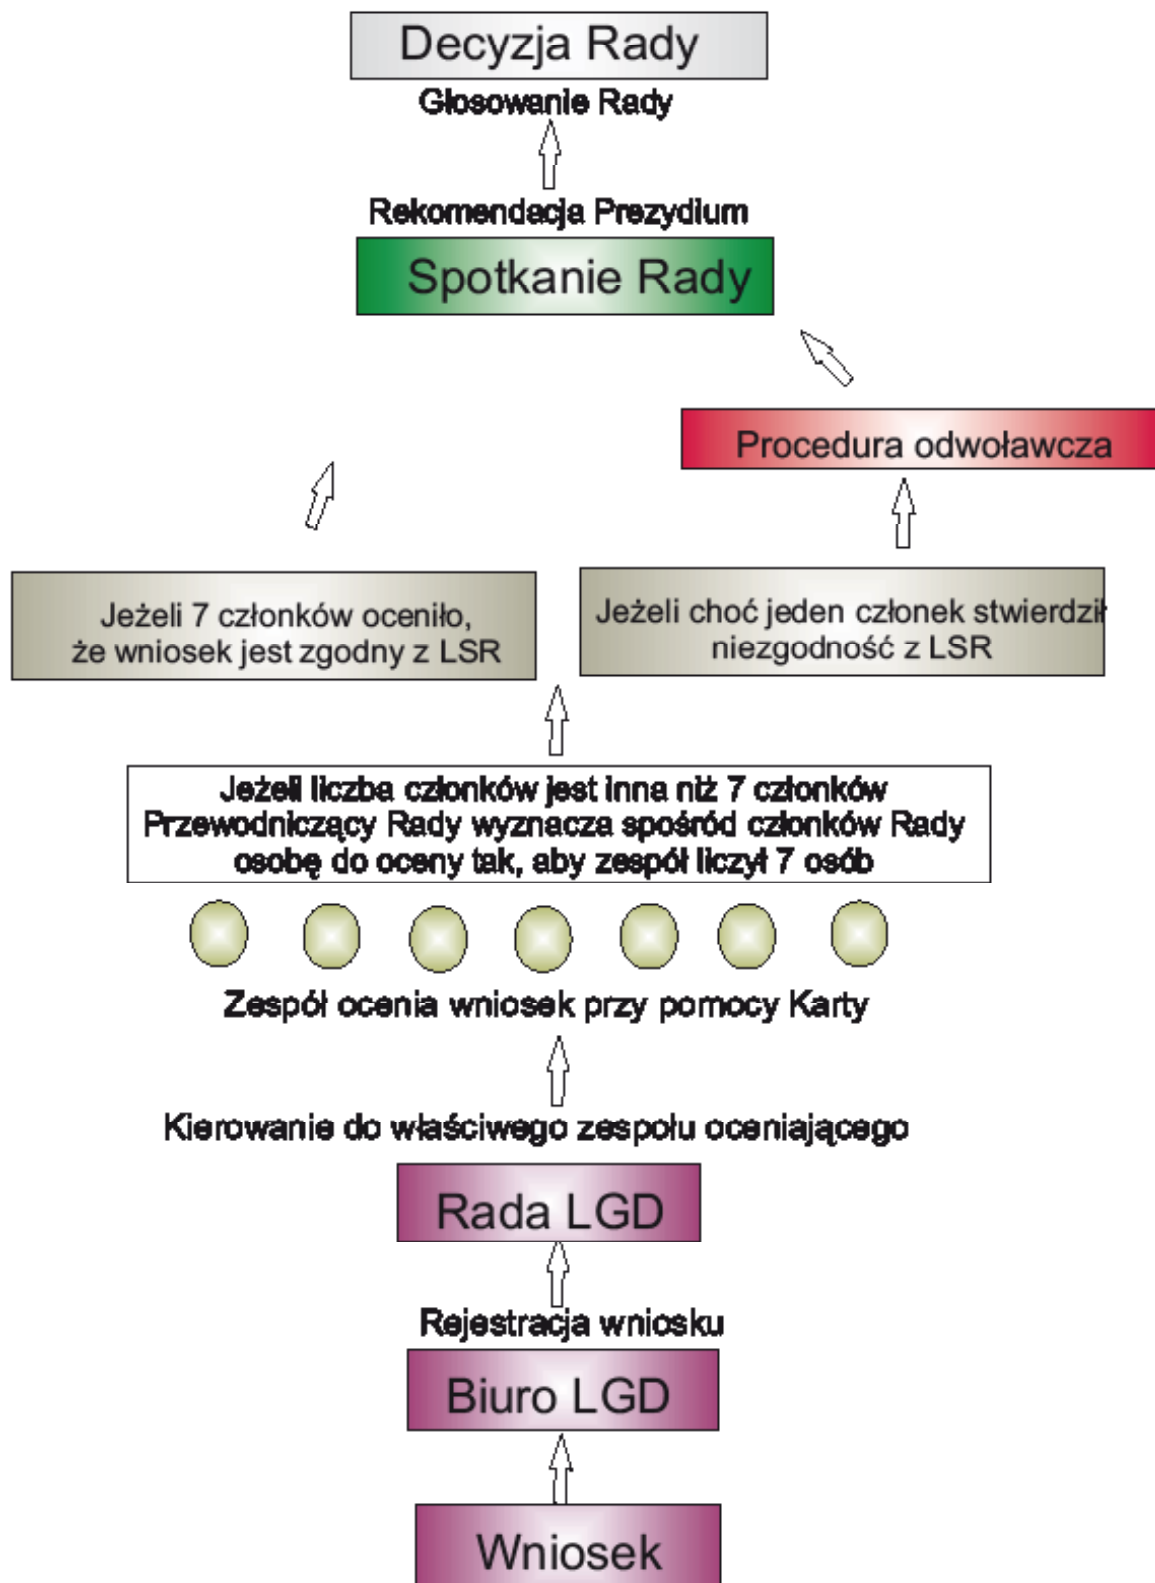 Decyzja Rady
Głosowanie Rady
Rekomendacja Prezydium
Spotkanie Rady
Procedura odwoławcza
Jeżeli 7 członków oceniło,
że wniosek jest zgodny z LSR
Jeżeli choć jeden członek stwierdził
niezgodność z LSR
Jeżeli liczba członków jest inna niż 7 członków
Przewodniczący Rady wyznacza spośród członków Rady
osobę do oceny tak, aby zespół liczył 7 osób
Zespół ocenia wniosek przy pomocy Karty
Kierowanie do właściwego zespołu oceniającego
Rada LGD
Rejestracja wniosku
Biuro LGD
Wniosek